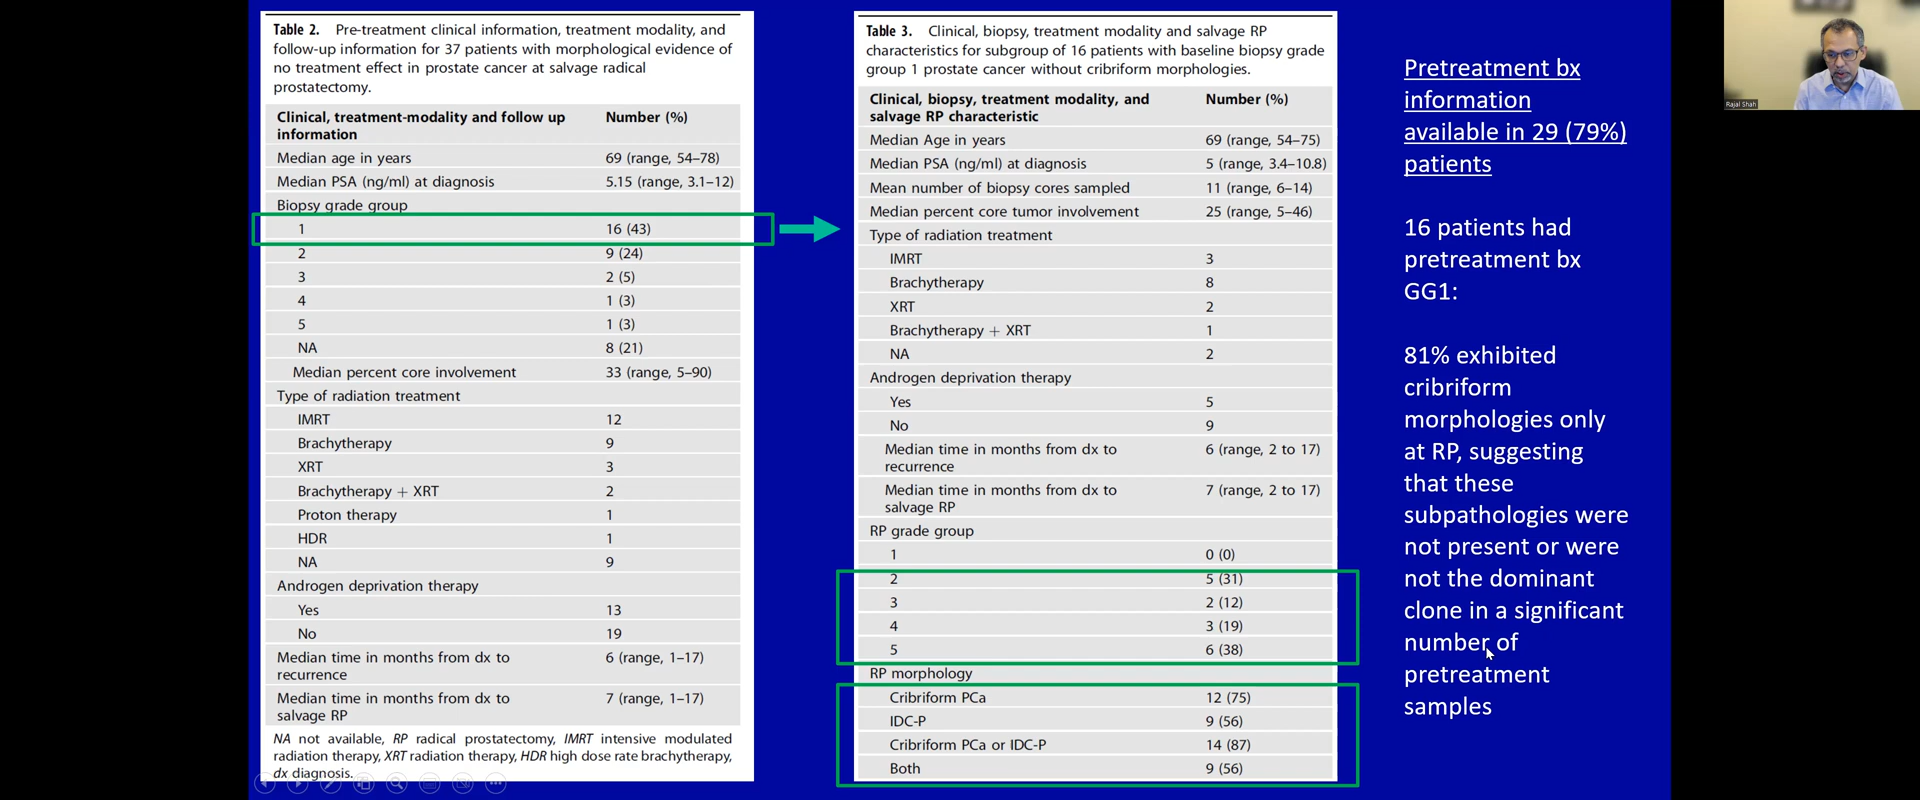 Table 2. Pre-treatment clinical information, treatment modality, and
follow-up information for 37 patients with morphological evidence of
no treatment effect in prostate cancer at salvage radical
prostatectomy.
Clinical, treatment-modality and follow up Number (%)
information
Median age in years 69 (range, 54–78)
Median PSA (ng/ml) at diagnosis 5.15 (range, 3.1–12)
Biopsy grade group
1 16 (43)
2 9 (24)
3 2 (5)
4 1 (3)
5 1 (3)
NA 8 (21)
Median percent core involvement 33 (range, 5–90)
Type of radiation treatment
IMRT 12
Brachytherapy 9
XRT 3
Brachytherapy + XRT 2
Proton therapy 1
HDR 1
NA 9
Androgen deprivation therapy
Yes 13
No 19
Median time in months from dx to 6 (range, 1–17)
recurrence
Median time in months from dx to 7 (range, 1–17)
salvage RP
NA not available, RP radical prostatectomy, IMRT intensive modulated
radiation therapy, XRT radiation therapy, HDR high dose rate brachytherapy,
dx diagnosis.
Table 3. Clinical, biopsy, treatment modality and salvage RP
characteristics for subgroup of 16 patients with baseline biopsy grade
group 1 prostate cancer without cribriform morphologies.
Clinical, biopsy, treatment modality, and Number (%)
salvage RP characteristic
Median Age in years 69 (range, 54–75)
Median PSA (ng/ml) at diagnosis 5 (range, 3.4–10.8)
Mean number of biopsy cores sampled 11 (range, 6–14)
Median percent core tumor involvement 25 (range, 5–46)
Type of radiation treatment
IMRT 3
Brachytherapy 8
XRT 2
Brachytherapy + XRT 1
NA 2
Androgen deprivation therapy
Yes 5
No 9
Median time in months from dx to 6 (range, 2 to 17)
recurrence
Median time in months from dx to 7 (range, 2 to 17)
salvage RP
RP grade group
1 0 (0)
2 5 (31)
3 2 (12)
4 3 (19)
5 6 (38)
RP morphology
Cribriform PCa 12 (75)
IDC-P 9 (56)
Cribriform PCa or IDC-P 14 (87)
Both 9 (56)
Pretreatment bx
information
available in 29 (79%)
patients
16 patients had
pretreatment bx
GG1:
81% exhibited
cribriform
morphologies only
at RP, suggesting
that these
subpathologies were
not present or were
not the dominant
clone in a significant
number of
pretreatment
samples
Rajal Shah